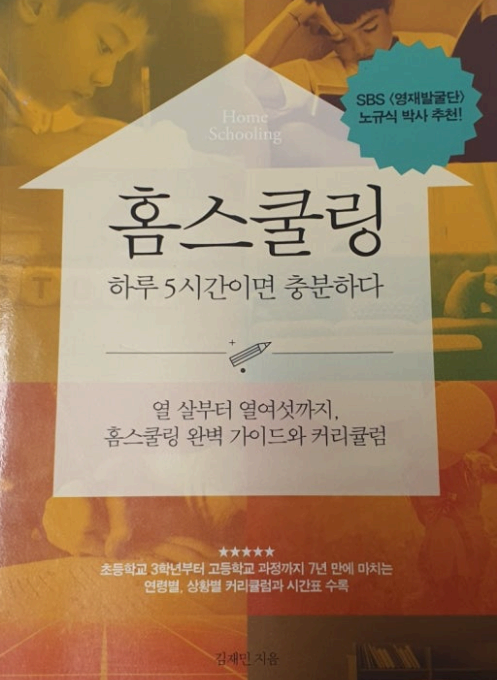 SBS 〈영재발굴단〉
노규식 박사 추천!
Home
Schooling
홈스쿨링
하루 5시간이면 충분하다
열 살부터 열여섯까지,
홈스쿨링 완벽 가이드와 커리큘럼
★★★★★
초등학교 3학년부터 고등학교 과정까지 7년 만에 마치는
연령별, 상황별 커리큘럼과 시간표 수록
김재민 지음